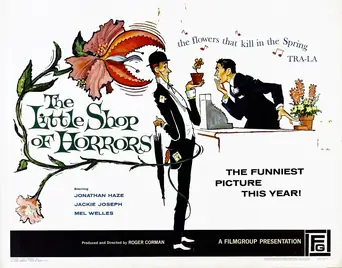 the flowers that kill in the Spring
TRA-LA
The
Little Shop
of Horrors
Starring
JONATHAN HAZE
JACKIE JOSEPH
MEL WELLES
THE FUNNIEST
PICTURE
THIS YEAR!
Produced and Directed by ROGER CORMAN
A FILMGROUP PRESENTATION